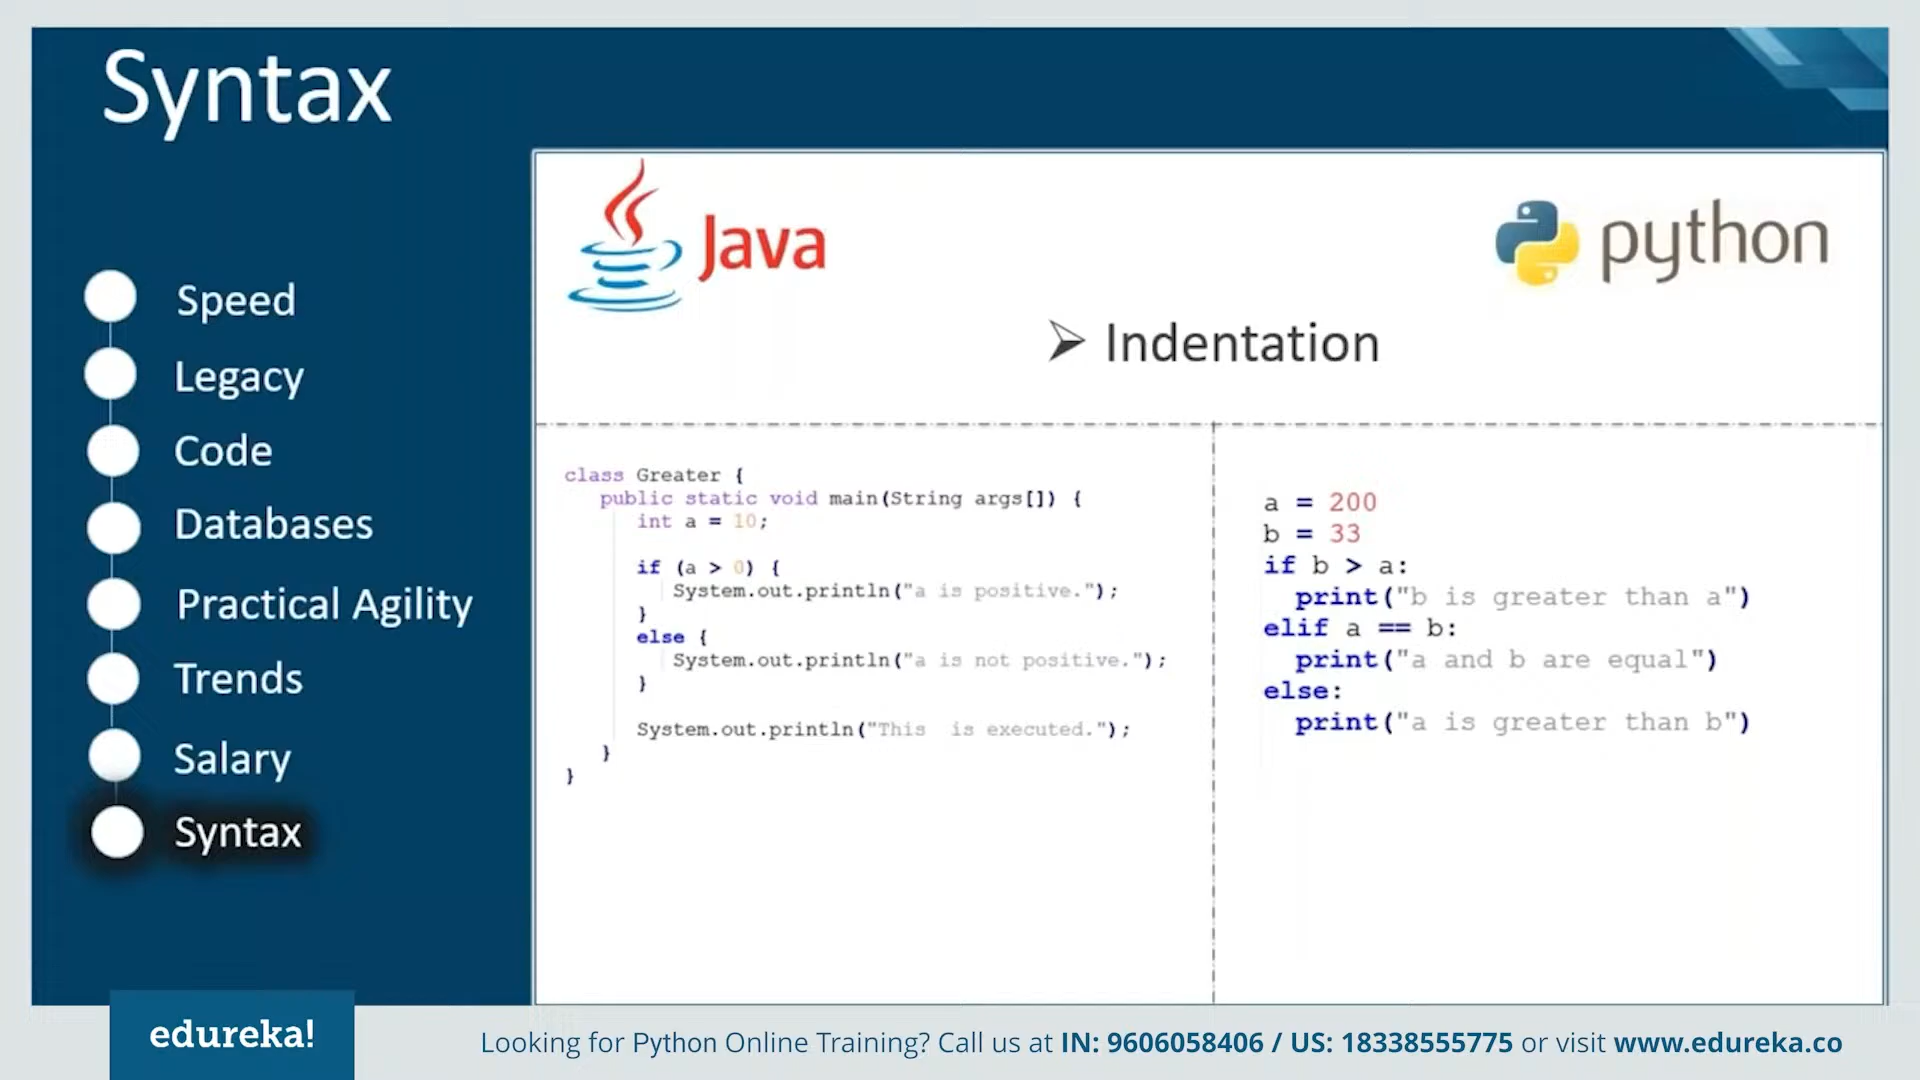 Syntax
Speed
Legacy
Code
Databases
Practical Agility
Trends
Salary
Syntax
Java
python
➢ Indentation
class Greater {
public static void main(String args[]) {
int a = 10;
if (a > 0) {
System.out.println("a is positive.");
}
else {
System.out.println("a is not positive.");
}
System.out.println("This  is executed.");
}
}
a = 200
b = 33
if b > a:
print("b is greater than a")
elif a == b:
print("a and b are equal")
else:
print("a is greater than b")
edureka!
Looking for Python Online Training? Call us at IN: 9606058406 / US: 18338555775 or visit www.edureka.co